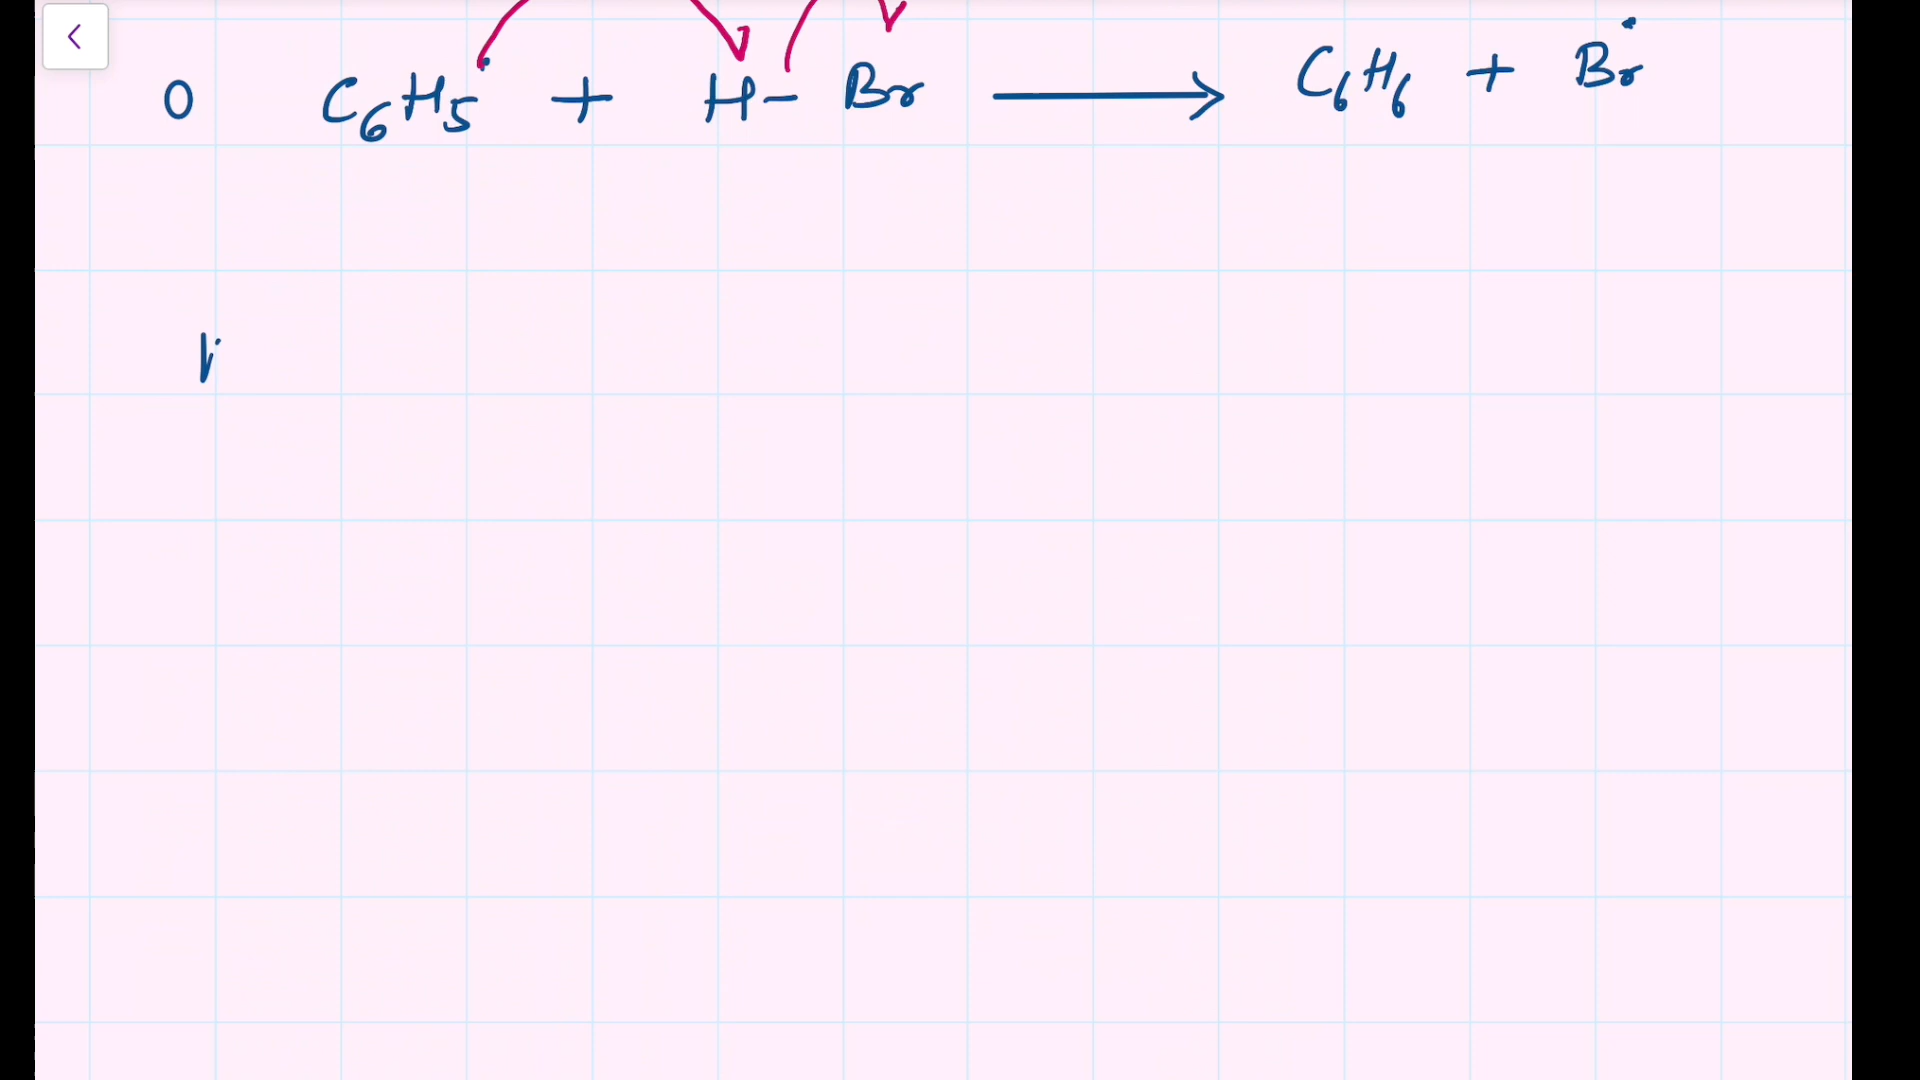 0 C₆H₅˙ + H - Br ⟶ C₆H₆ + Br˙